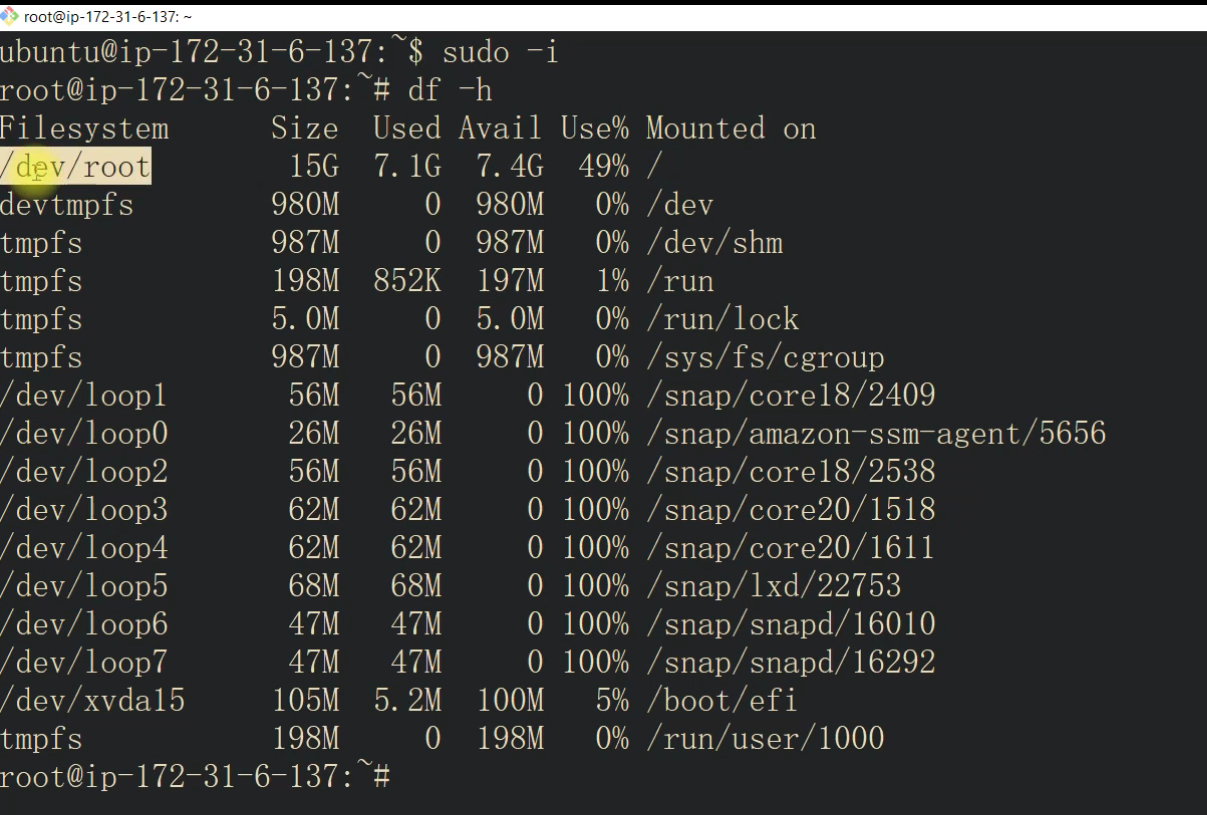 root@ip-172-31-6-137: ~
ubuntu@ip-172-31-6-137:~$ sudo -i
root@ip-172-31-6-137:~# df -h
Filesystem      Size  Used Avail Use% Mounted on
/dev/root        15G  7.1G  7.4G  49% /
devtmpfs        980M     0  980M   0% /dev
tmpfs           987M     0  987M   0% /dev/shm
tmpfs           198M  852K  197M   1% /run
tmpfs           5.0M     0  5.0M   0% /run/lock
tmpfs           987M     0  987M   0% /sys/fs/cgroup
/dev/loop1       56M   56M     0 100% /snap/core18/2409
/dev/loop0       26M   26M     0 100% /snap/amazon-ssm-agent/5656
/dev/loop2       56M   56M     0 100% /snap/core18/2538
/dev/loop3       62M   62M     0 100% /snap/core20/1518
/dev/loop4       62M   62M     0 100% /snap/core20/1611
/dev/loop5       68M   68M     0 100% /snap/lxd/22753
/dev/loop6       47M   47M     0 100% /snap/snapd/16010
/dev/loop7       47M   47M     0 100% /snap/snapd/16292
/dev/xvda15     105M  5.2M  100M   5% /boot/efi
tmpfs           198M     0  198M   0% /run/user/1000
root@ip-172-31-6-137:~#